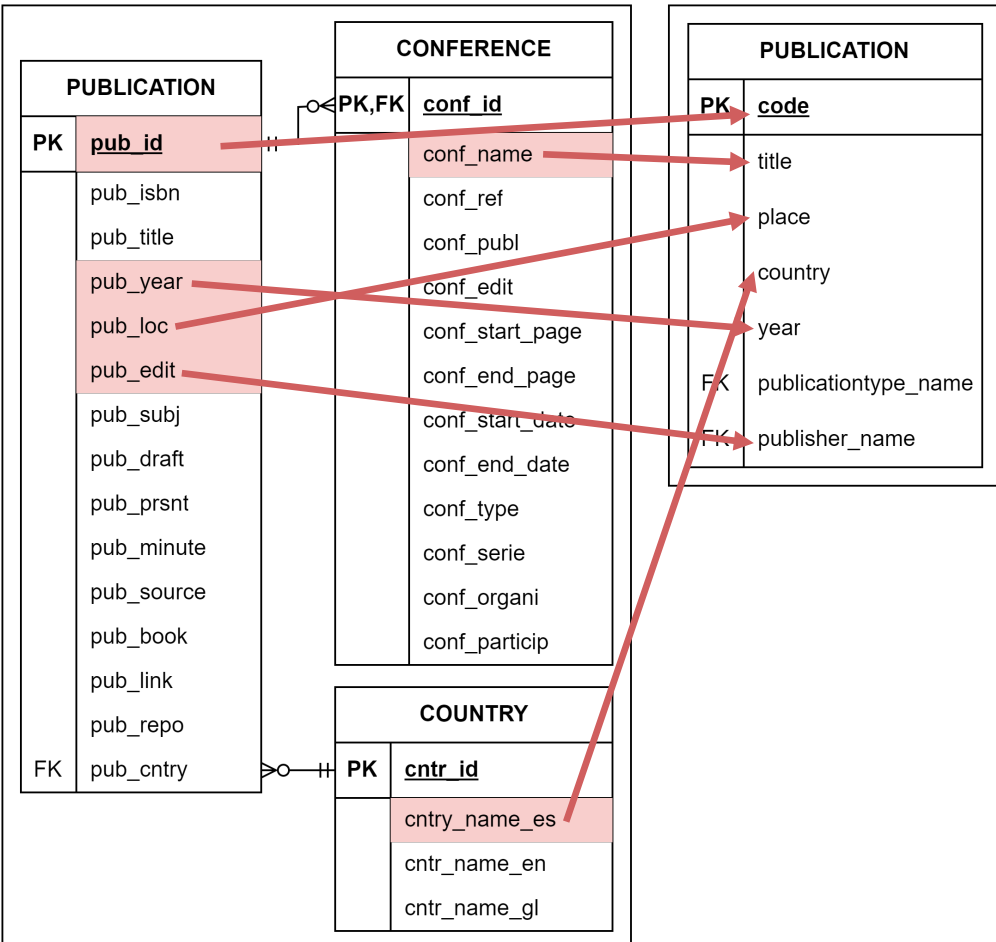 PUBLICATION
PK pub_id
pub_isbn
pub_title
pub_year
pub_loc
pub_edit
pub_subj
pub_draft
pub_prsnt
pub_minute
pub_source
pub_book
pub_link
pub_repo
FK pub_cntry
CONFERENCE
PK,FK conf_id
conf_name
conf_ref
conf_publ
conf_edit
conf_start_page
conf_end_page
conf_start_date
conf_end_date
conf_type
conf_serie
conf_organi
conf_particip
COUNTRY
PK cntr_id
cntry_name_es
cntr_name_en
cntr_name_gl
PUBLICATION
PK code
title
place
country
year
FK publicationtype_name
FK publisher_name